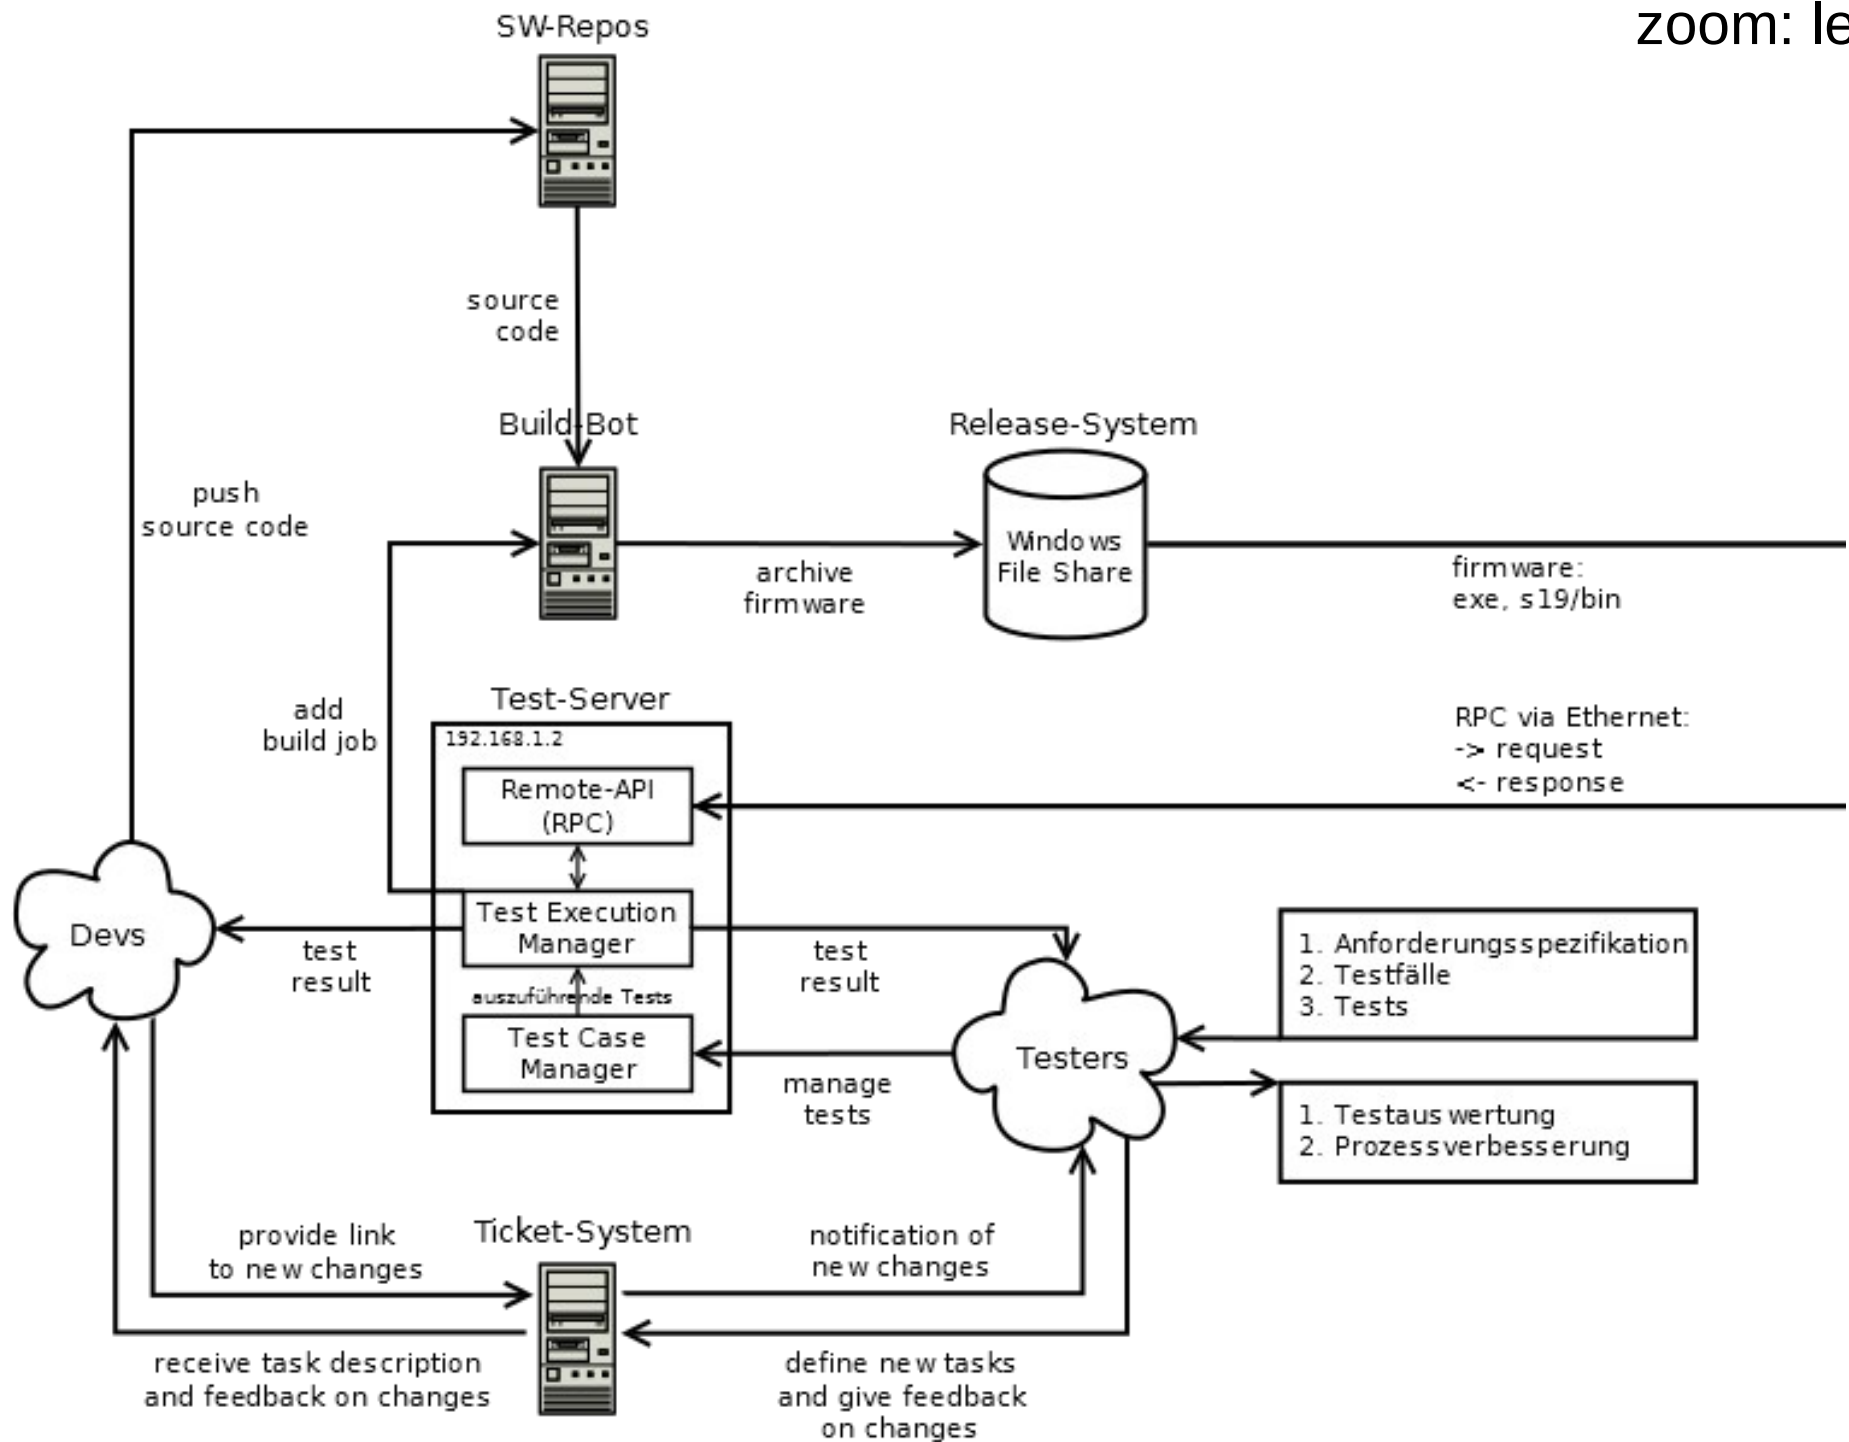 zoom: le
SW-Repos
source
code
push
source code
Build-Bot
Release-System
Windows
File Share
archive
firmware
firmware:
exe, s19/bin
add
build job
Test-Server
192.168.1.2
Remote-API
(RPC)
RPC via Ethernet:
-> request
<- response
Devs
test
result
Test Execution
Manager
test
result
auszuführende Tests
Test Case
Manager
manage
tests
Testers
1. Anforderungsspezifikation
2. Testfälle
3. Tests
1. Testauswertung
2. Prozessverbesserung
provide link
to new changes
Ticket-System
notification of
new changes
receive task description
and feedback on changes
define new tasks
and give feedback
on changes